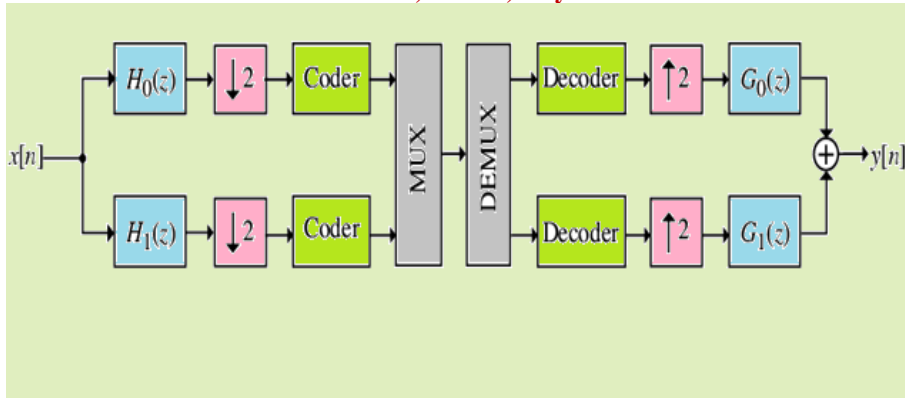 H₀(z) ↓2 Coder Decoder ↑2 G₀(z)
x[n] MUX DEMUX + y[n]
H₁(z) ↓2 Coder Decoder ↑2 G₁(z)